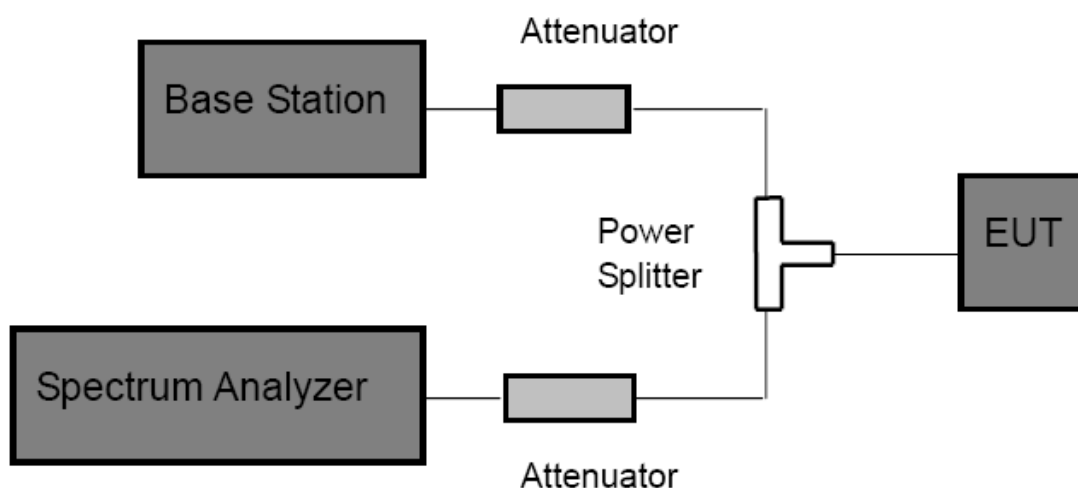 Attenuator
Base Station
Power
Splitter
EUT
Spectrum Analyzer
Attenuator